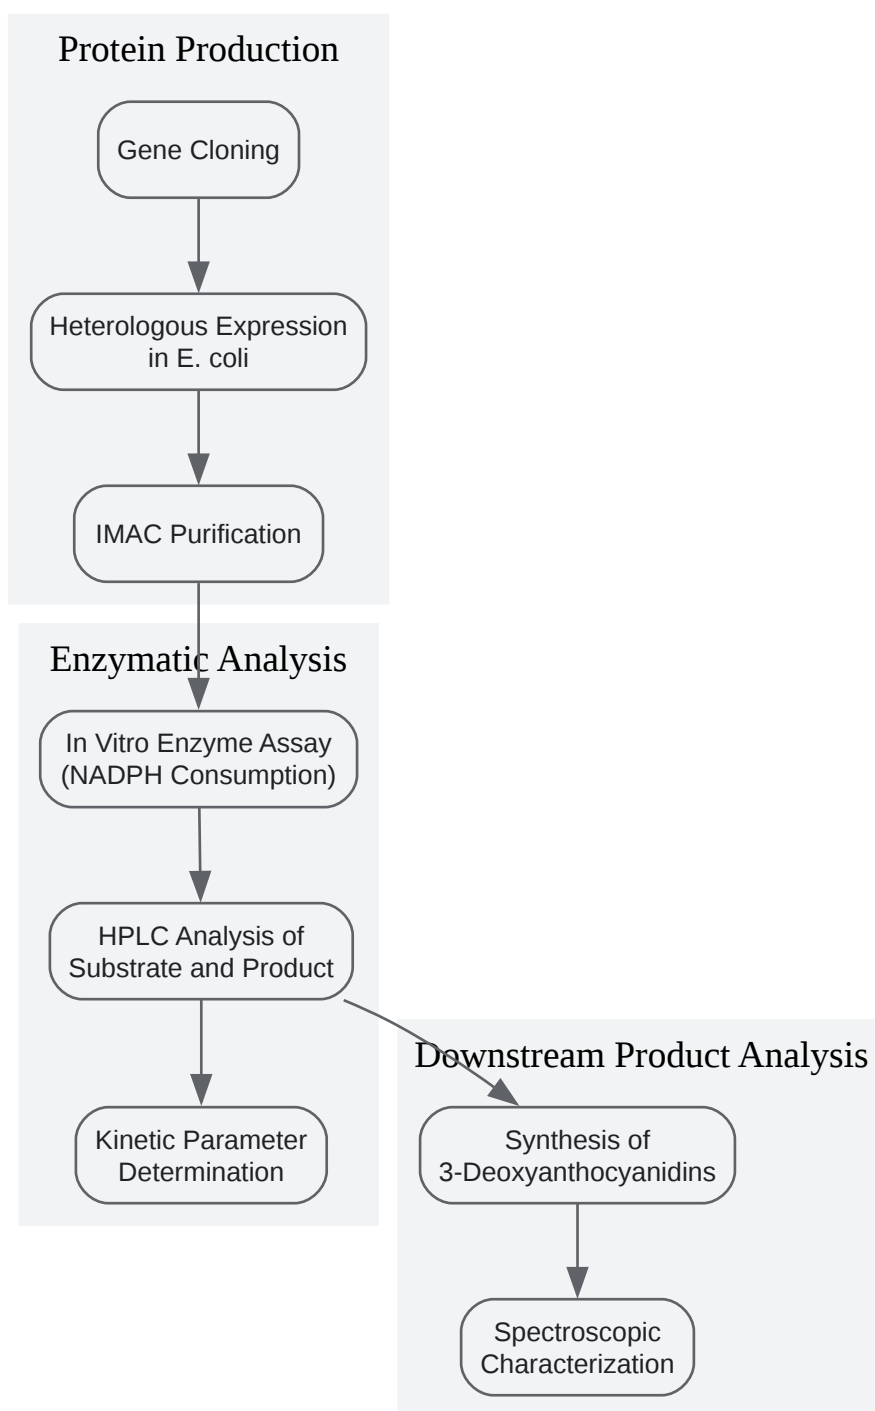 Protein Production
Gene Cloning
Heterologous Expression
in E. coli
IMAC Purification
Enzymatic Analysis
In Vitro Enzyme Assay
(NADPH Consumption)
HPLC Analysis of
Substrate and Product
Kinetic Parameter
Determination
Downstream Product Analysis
Synthesis of
3-Deoxyanthocyanidins
Spectroscopic
Characterization